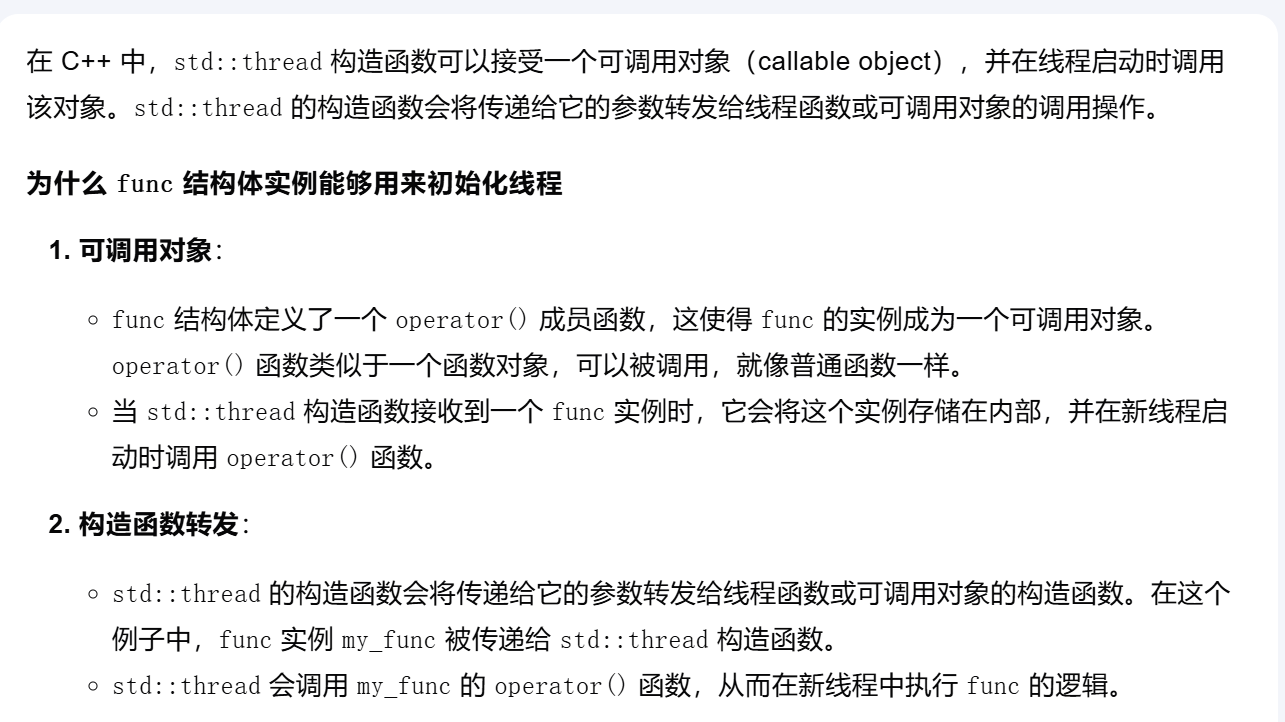 在 C++ 中，std::thread 构造函数可以接受一个可调用对象（callable object），并在线程启动时调用
该对象。std::thread 的构造函数会将传递给它的参数转发给线程函数或可调用对象的调用操作。
为什么 func 结构体实例能够用来初始化线程
1. 可调用对象：
◦ func 结构体定义了一个 operator() 成员函数，这使得 func 的实例成为一个可调用对象。
operator() 函数类似于一个函数对象，可以被调用，就像普通函数一样。
◦ 当 std::thread 构造函数接收到一个 func 实例时，它会将这个实例存储在内部，并在新线程启
动时调用 operator() 函数。
2. 构造函数转发：
◦ std::thread 的构造函数会将传递给它的参数转发给线程函数或可调用对象的构造函数。在这个
例子中，func 实例 my_func 被传递给 std::thread 构造函数。
◦ std::thread 会调用 my_func 的 operator() 函数，从而在新线程中执行 func 的逻辑。